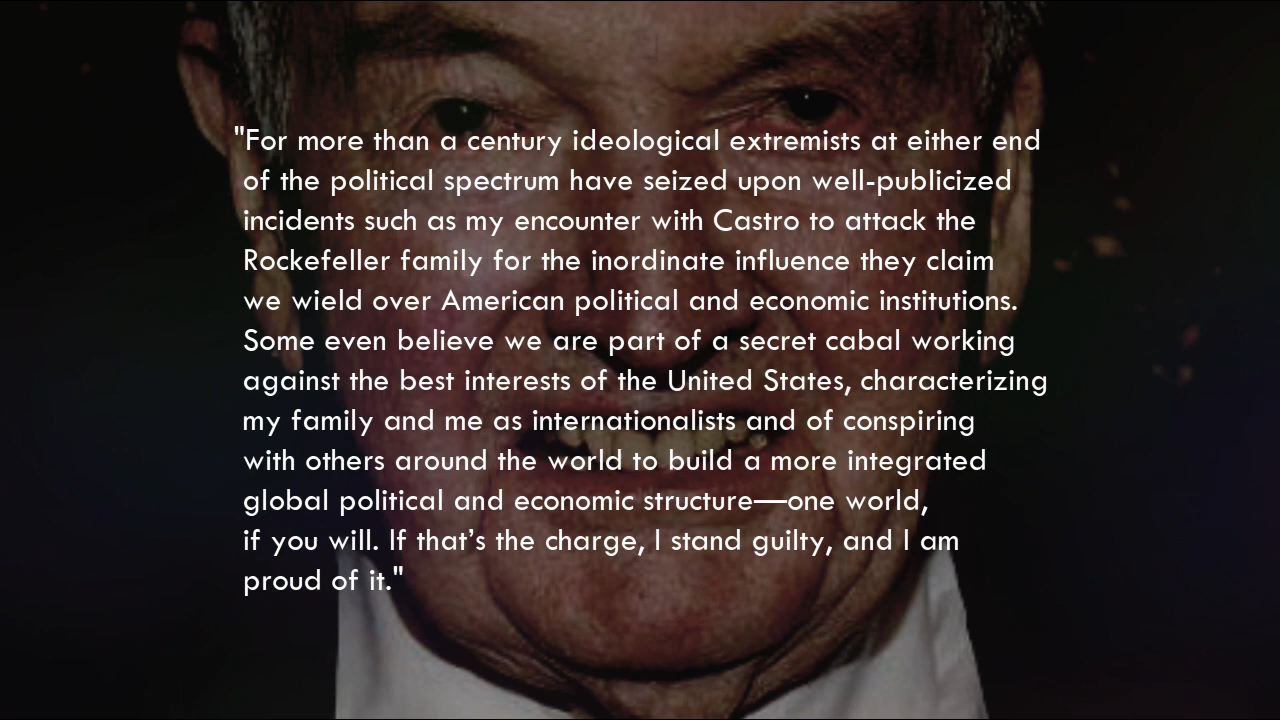 "For more than a century ideological extremists at either end
of the political spectrum have seized upon well-publicized
incidents such as my encounter with Castro to attack the
Rockefeller family for the inordinate influence they claim
we wield over American political and economic institutions.
Some even believe we are part of a secret cabal working
against the best interests of the United States, characterizing
my family and me as internationalists and of conspiring
with others around the world to build a more integrated
global political and economic structure—one world,
if you will. If that’s the charge, I stand guilty, and I am
proud of it."